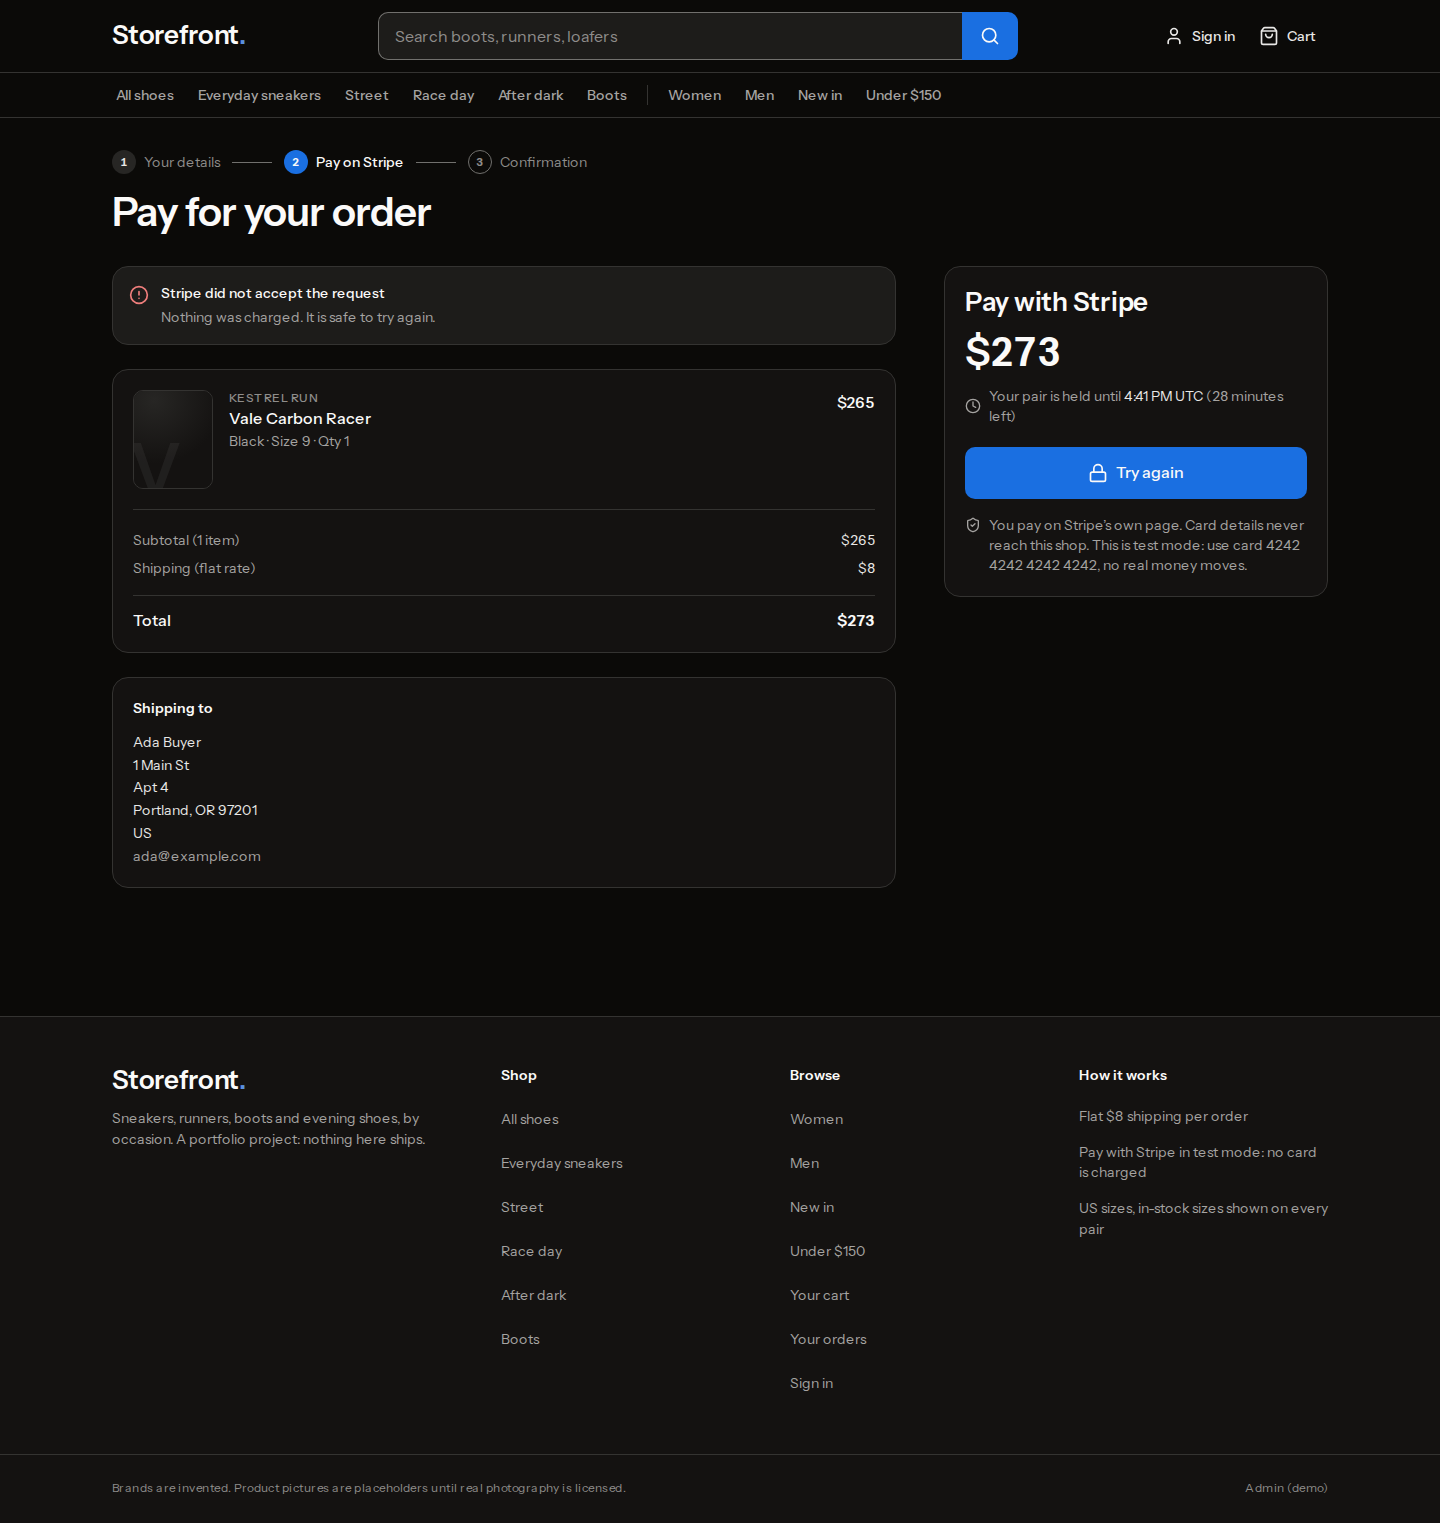 Storefront.
Search boots, runners, loafers
Sign in
Cart
All shoes
Everyday sneakers
Street
Race day
After dark
Boots
Women
Men
New in
Under $150
1 Your details
2 Pay on Stripe
3 Confirmation
Pay for your order
Stripe did not accept the request
Nothing was charged. It is safe to try again.
V
KESTREL RUN
Vale Carbon Racer
Black · Size 9 · Qty 1
$265
Subtotal (1 item) $265
Shipping (flat rate) $8
Total $273
Shipping to
Ada Buyer
1 Main St
Apt 4
Portland, OR 97201
US
ada@example.com
Pay with Stripe
$273
Your pair is held until 4:41 PM UTC (28 minutes
left)
Try again
You pay on Stripe’s own page. Card details never
reach this shop. This is test mode: use card 4242
4242 4242 4242, no real money moves.
Storefront.
Sneakers, runners, boots and evening shoes, by
occasion. A portfolio project: nothing here ships.
Shop
All shoes
Everyday sneakers
Street
Race day
After dark
Boots
Browse
Women
Men
New in
Under $150
Your cart
Your orders
Sign in
How it works
Flat $8 shipping per order
Pay with Stripe in test mode: no card
is charged
US sizes, in-stock sizes shown on every
pair
Brands are invented. Product pictures are placeholders until real photography is licensed.
Admin (demo)